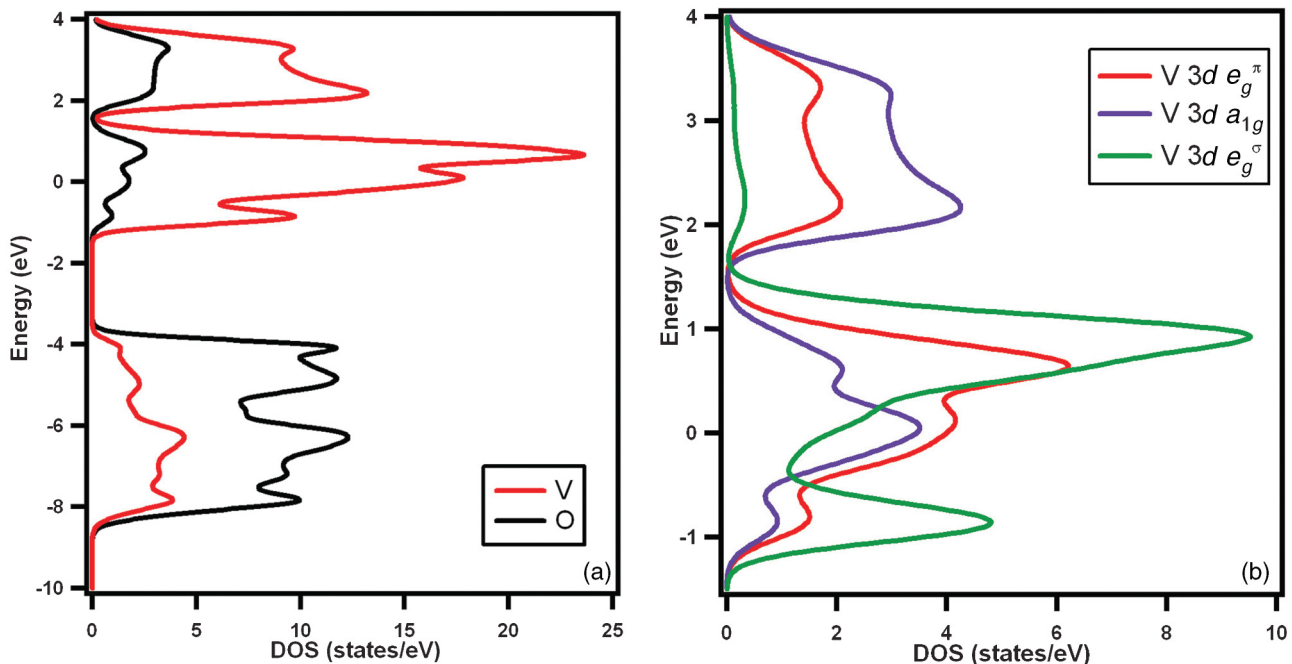 4
2
0
-2
-4
-6
-8
-10
Energy (eV)
0
5
10
15
20
25
DOS (states/eV)
V
O
(a)
4
3
2
1
0
-1
Energy (eV)
0
2
4
6
8
10
DOS (states/eV)
V 3d e_g^π
V 3d a_{1g}
V 3d e_g^σ
(b)